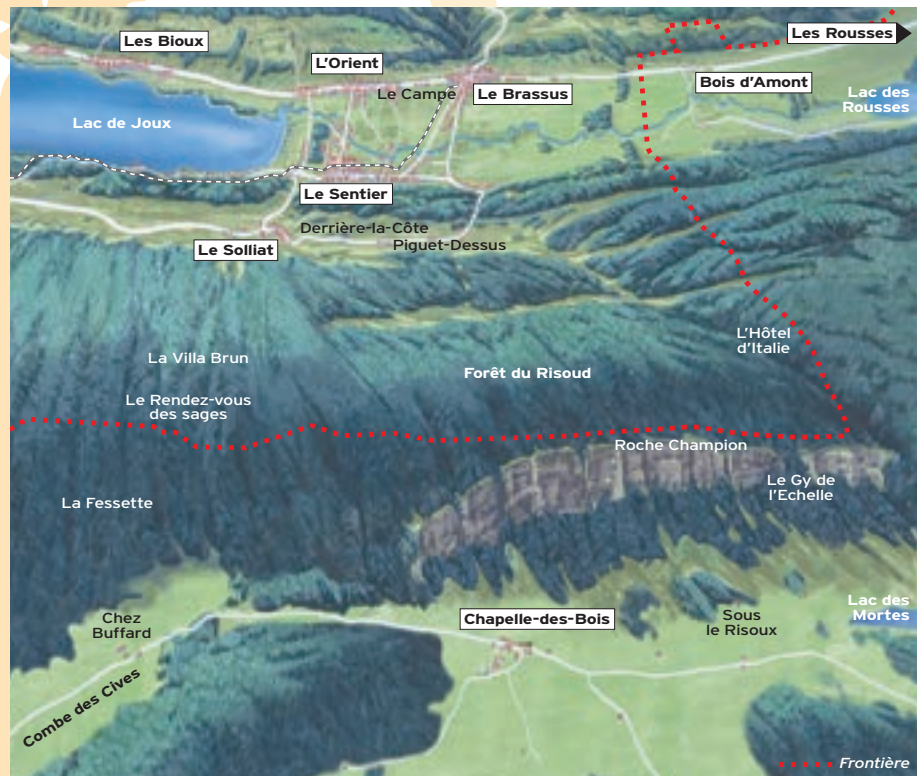 Les Bioux
Les Rousses
L'Orient
Le Campe
Le Brassus
Bois d'Amont
Lac des
Rousses
Lac de Joux
Le Sentier
Derrière-la-Côte
Le Solliat
Piguet-Dessus
L'Hôtel
d'Italie
La Villa Brun
Forêt du Risoud
Le Rendez-vous
des sages
Roche Champion
Le Gy de
l'Echelle
La Fessette
Chez
Buffard
Chapelle-des-Bois
Sous
le Risoux
Lac des
Mortes
Combe des Cives
Frontière